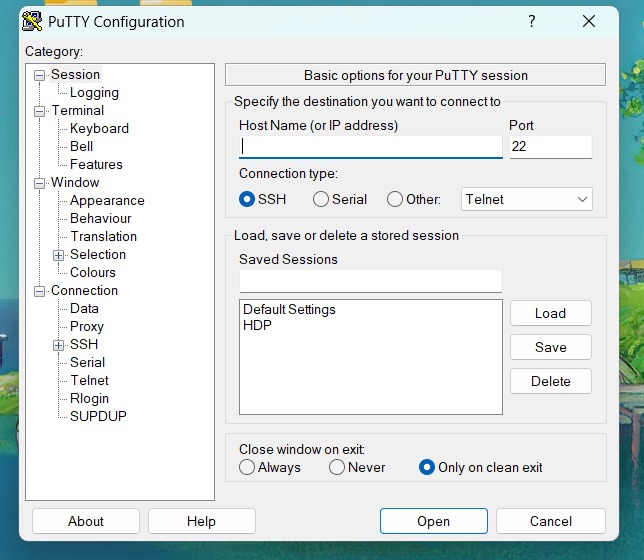 PuTTY Configuration
Category:
Session
Logging
Terminal
Keyboard
Bell
Features
Window
Appearance
Behaviour
Translation
Selection
Colours
Connection
Data
Proxy
SSH
Serial
Telnet
Rlogin
SUPDUP
Basic options for your PuTTY session
Specify the destination you want to connect to
Host Name (or IP address) Port
22
Connection type:
SSH Serial Other: Telnet
Load, save or delete a stored session
Saved Sessions
Default Settings
HDP
Load
Save
Delete
Close window on exit:
Always Never Only on clean exit
About Help Open Cancel